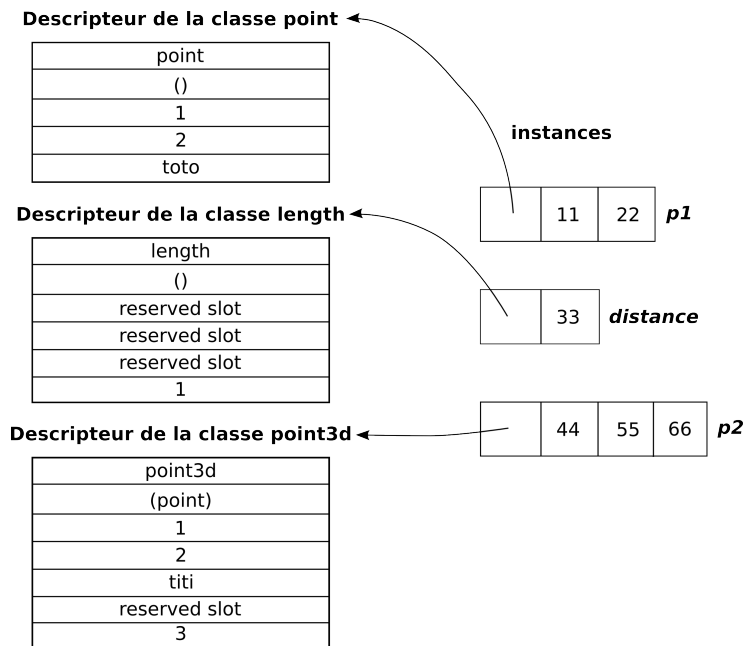 Descripteur de la classe point
point
()
1
2
toto
instances
11 22 p1
Descripteur de la classe length
length
()
reserved slot
reserved slot
reserved slot
1
33 distance
Descripteur de la classe point3d
point3d
(point)
1
2
titi
reserved slot
3
44 55 66 p2